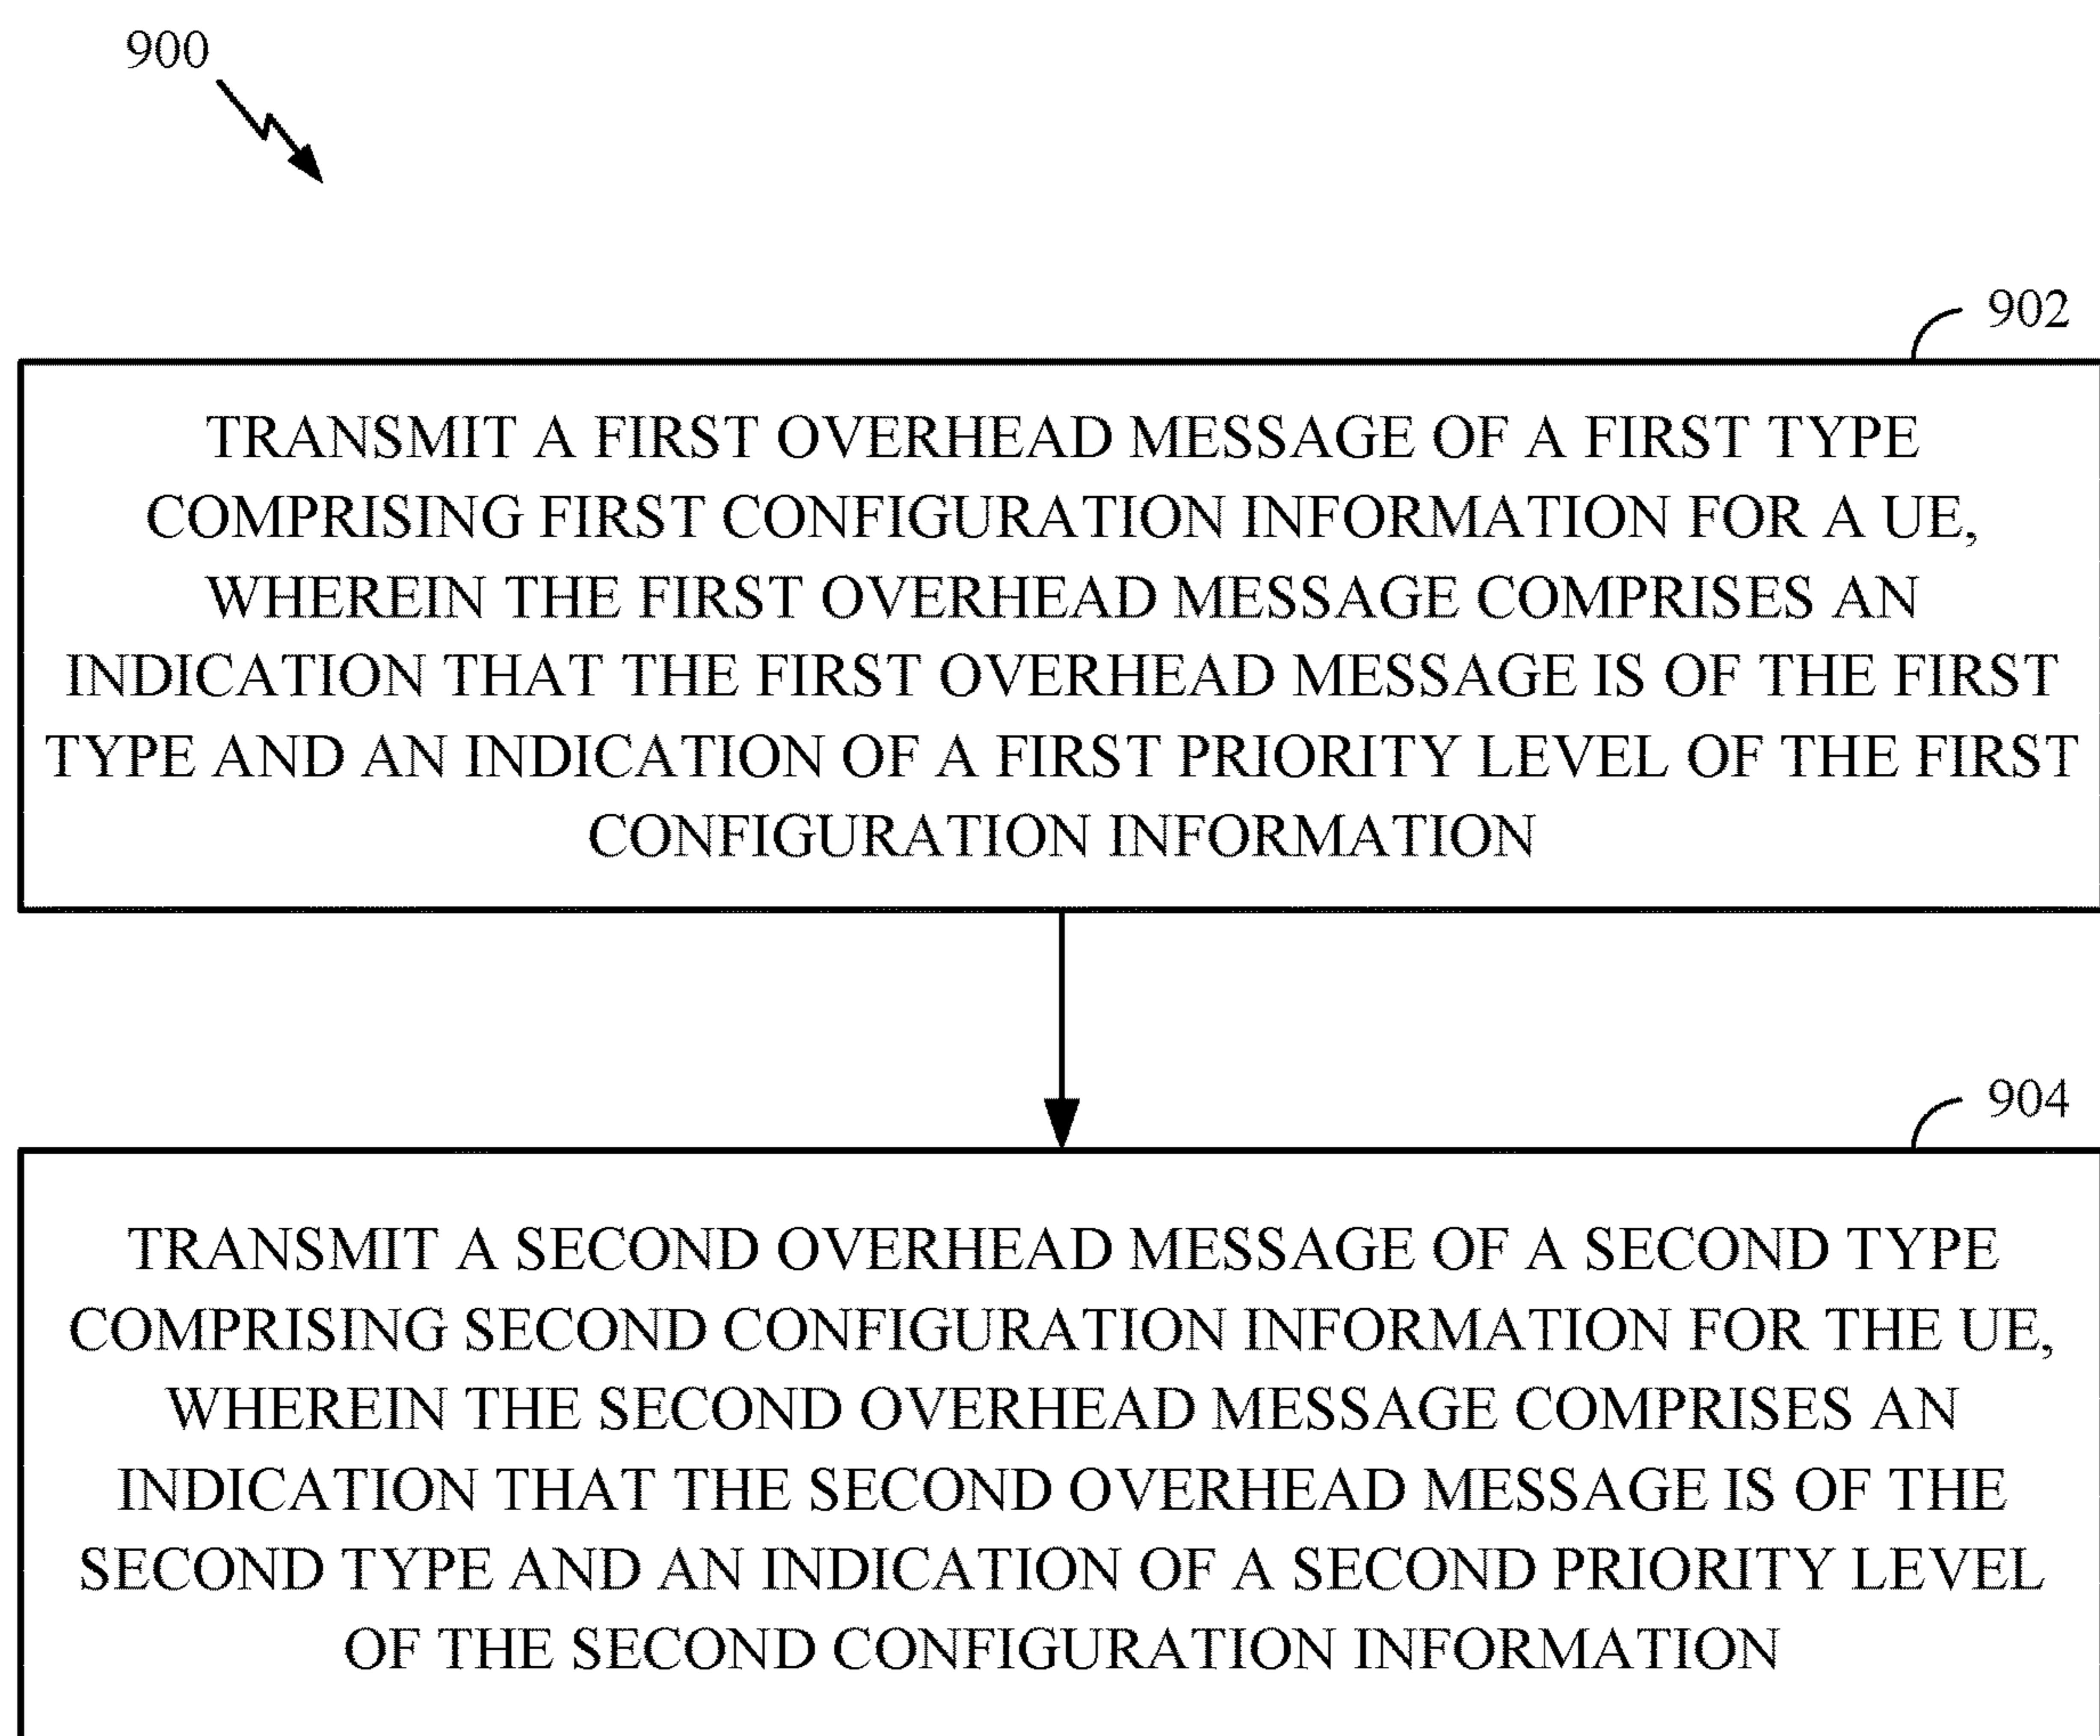 900
902
TRANSMIT A FIRST OVERHEAD MESSAGE OF A FIRST TYPE
COMPRISING FIRST CONFIGURATION INFORMATION FOR A UE,
WHEREIN THE FIRST OVERHEAD MESSAGE COMPRISES AN
INDICATION THAT THE FIRST OVERHEAD MESSAGE IS OF THE FIRST
TYPE AND AN INDICATION OF A FIRST PRIORITY LEVEL OF THE FIRST
CONFIGURATION INFORMATION
904
TRANSMIT A SECOND OVERHEAD MESSAGE OF A SECOND TYPE
COMPRISING SECOND CONFIGURATION INFORMATION FOR THE UE,
WHEREIN THE SECOND OVERHEAD MESSAGE COMPRISES AN
INDICATION THAT THE SECOND OVERHEAD MESSAGE IS OF THE
SECOND TYPE AND AN INDICATION OF A SECOND PRIORITY LEVEL
OF THE SECOND CONFIGURATION INFORMATION